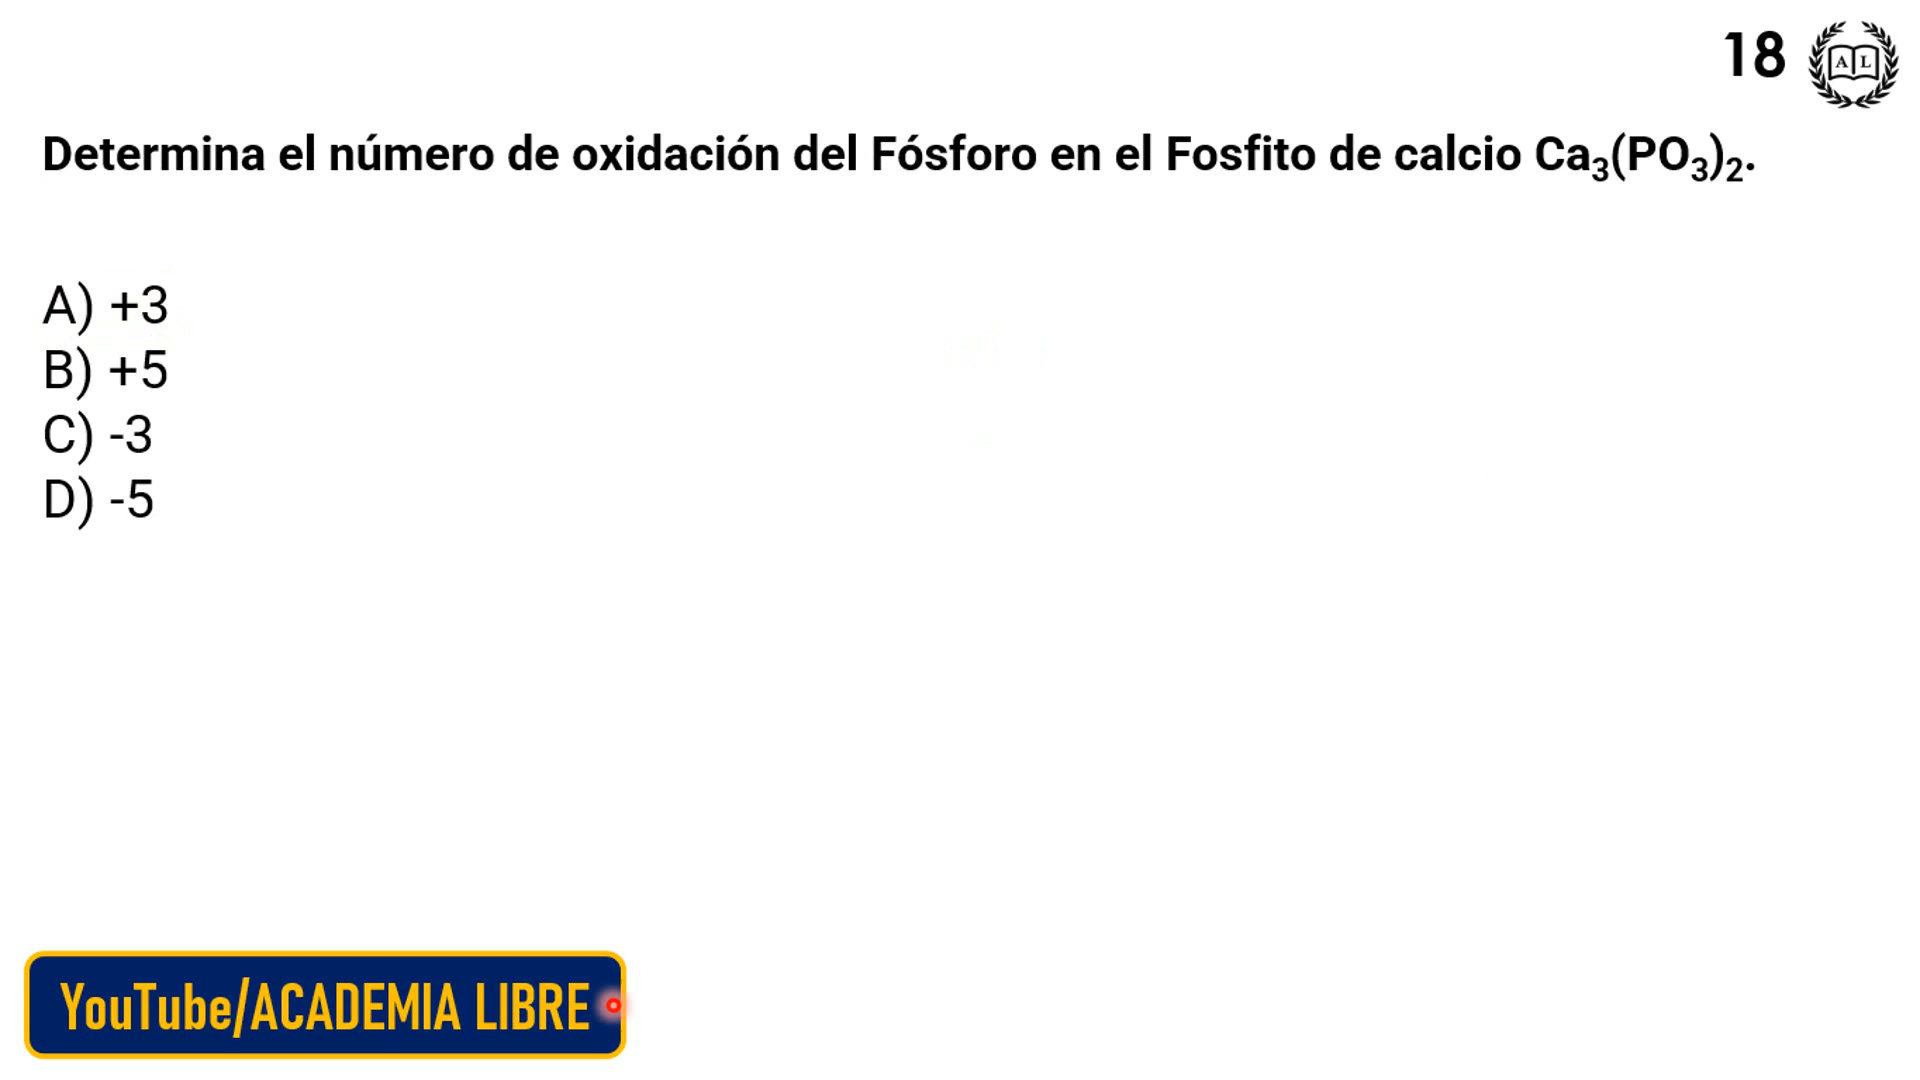 18
A L
Determina el número de oxidación del Fósforo en el Fosfito de calcio Ca₃(PO₃)₂.
A) +3
B) +5
C) -3
D) -5
YouTube/ACADEMIA LIBRE